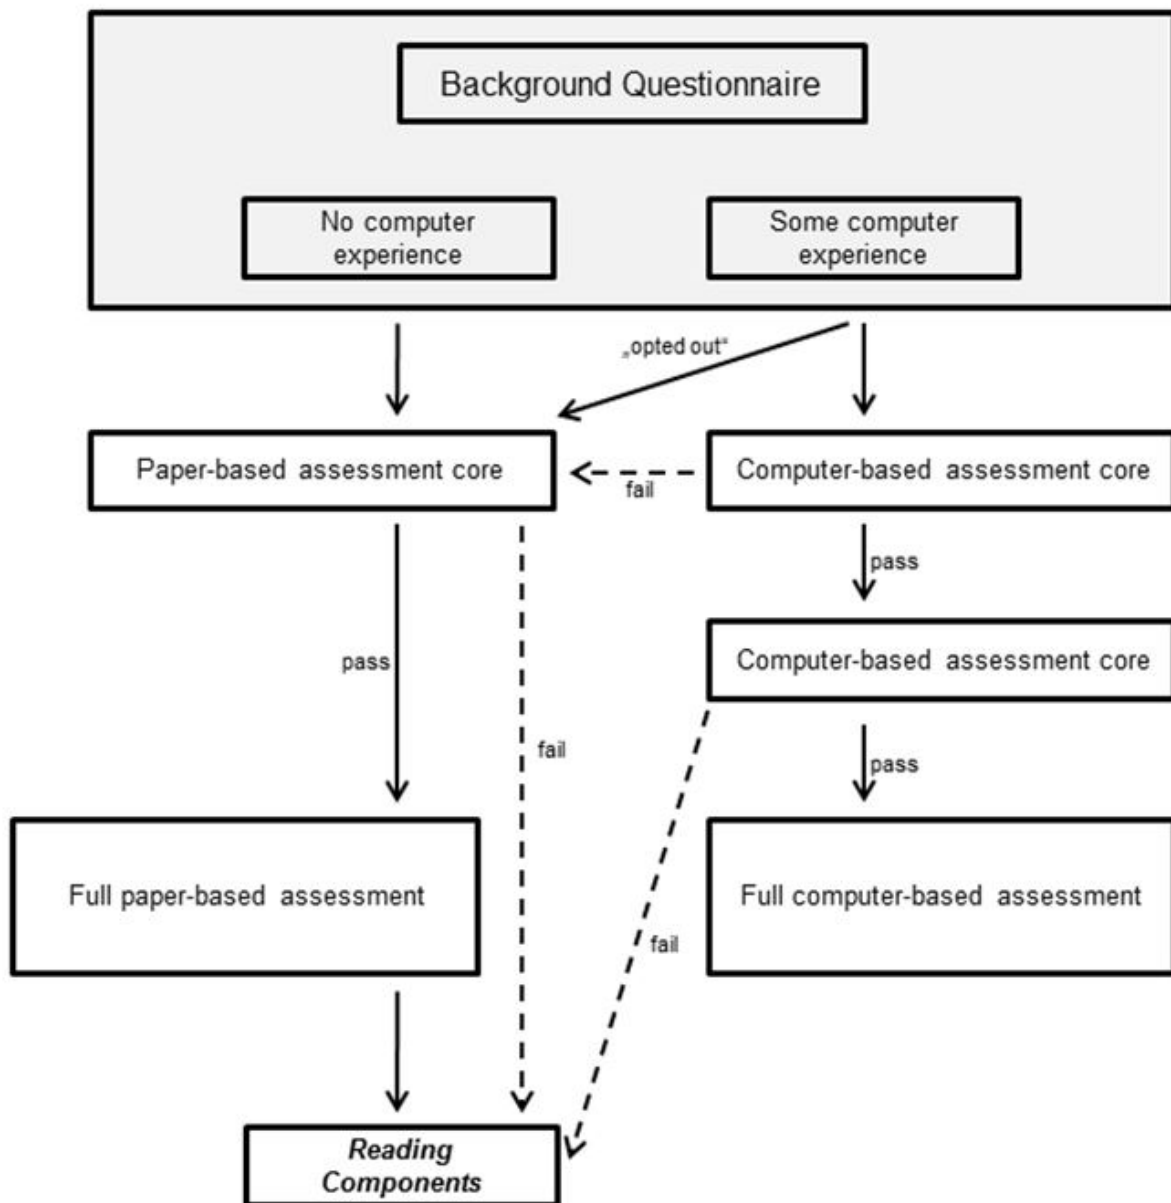 Background Questionnaire
No computer
experience
Some computer
experience
„opted out“
Paper-based assessment core
fail
Computer-based assessment core
pass
Computer-based assessment core
pass
fail
pass
Full paper-based assessment
fail
Full computer-based assessment
Reading
Components